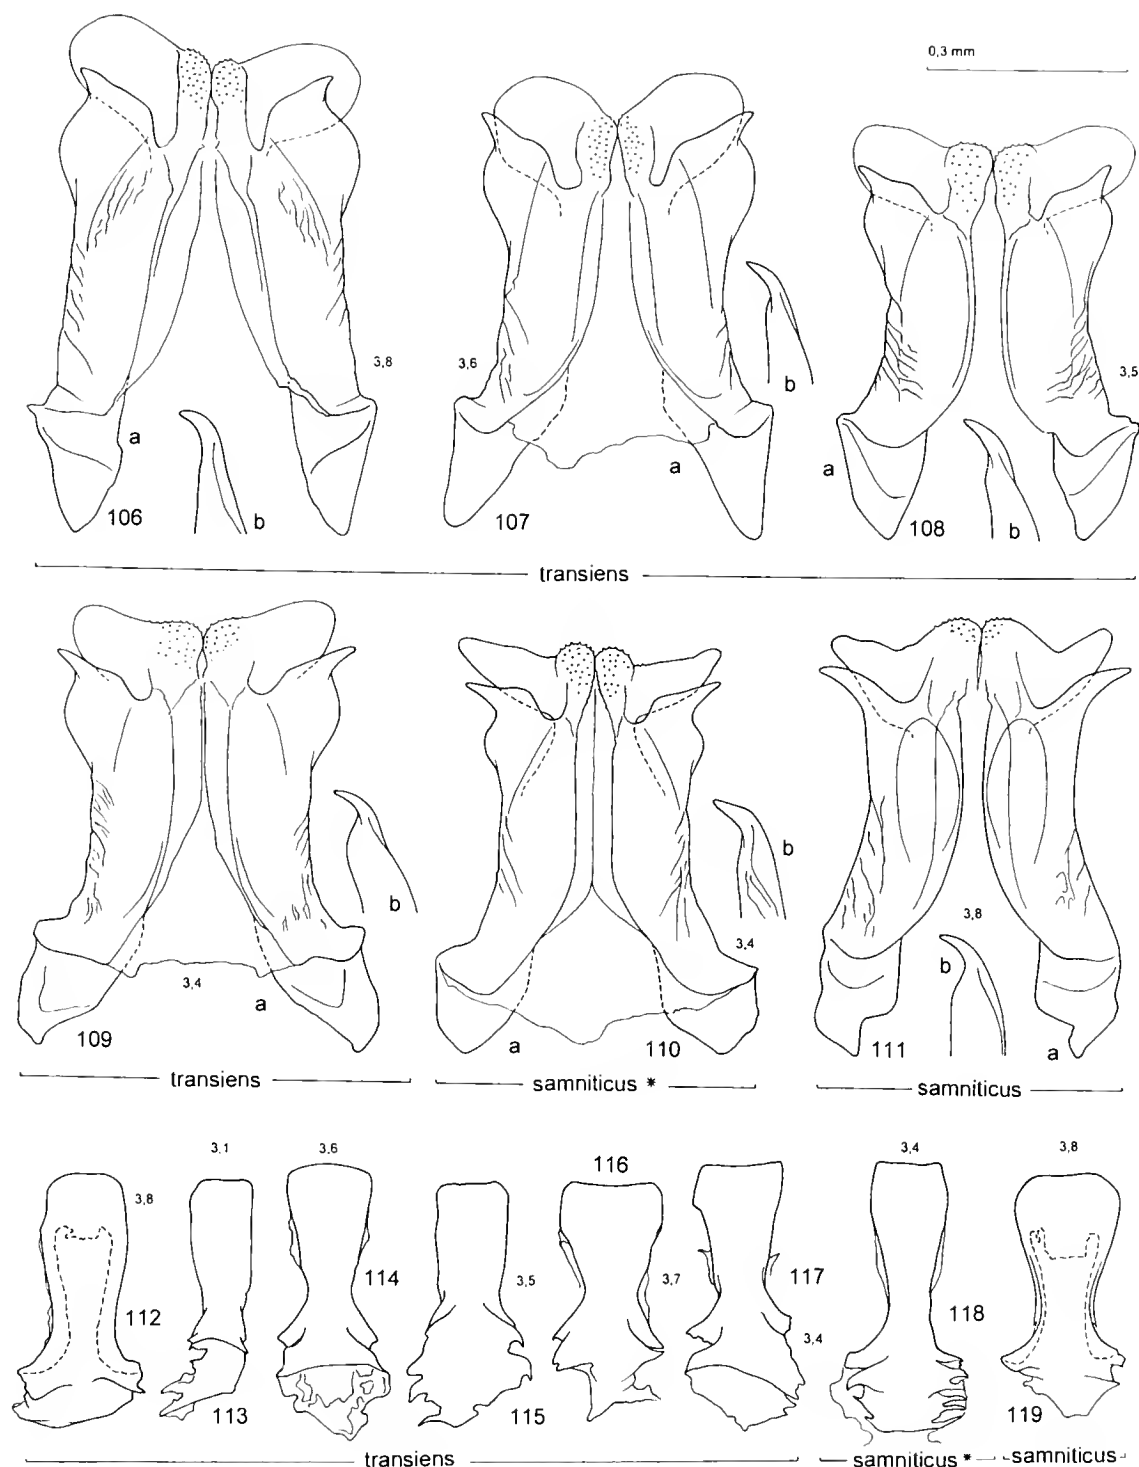 0,3 mm
3,8
3,6
3,5
a
b
a
b
a
b
106
107
108
transiens
3,4
a
b
3,4
a
b
3,8
b
a
109
110
111
transiens
samniticus *
samniticus
3,1
3,6
116
3,4
3,8
3,8
114
117
3,5
3,7
112
118
3,4
113
115
119
transiens
samniticus *
samniticus